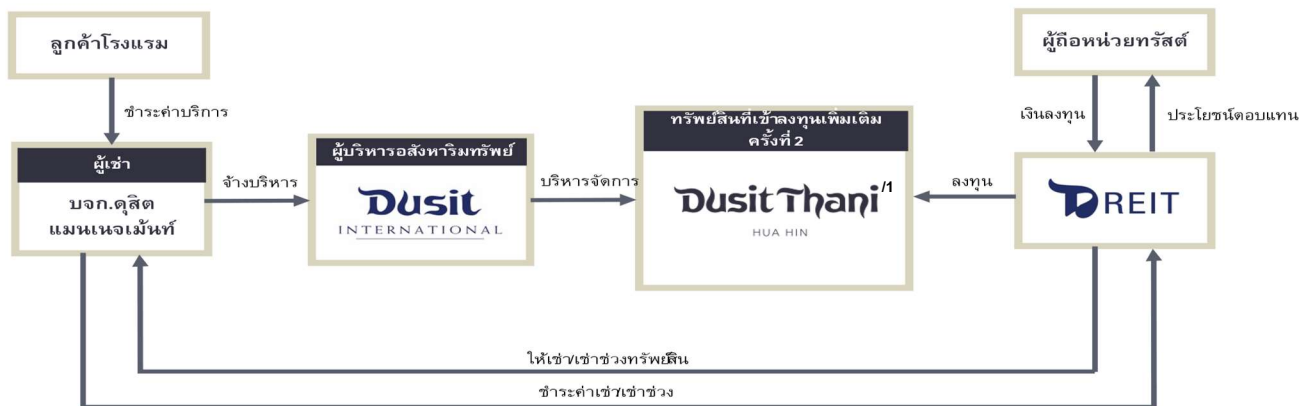 ลูกค้าโรงแรม
ผู้ถือหน่วยทรัสต์
ชำระค่าบริการ
เงินลงทุน
ประโยชน์ตอบแทน
ผู้เช่า
บจก.ดุสิต
แมนเนจเม้นท์
จ้างบริหาร
ผู้บริหารอสังหาริมทรัพย์
Dusit
INTERNATIONAL
บริหารจัดการ
ทรัพย์สินที่เข้าลงทุนเพิ่มเติม
ครั้งที่ 2
Dusit Thani/1
HUA HIN
ลงทุน
DREIT
ให้เช่า/เช่าช่วงทรัพย์สิน
ชำระค่าเช่า/เช่าช่วง